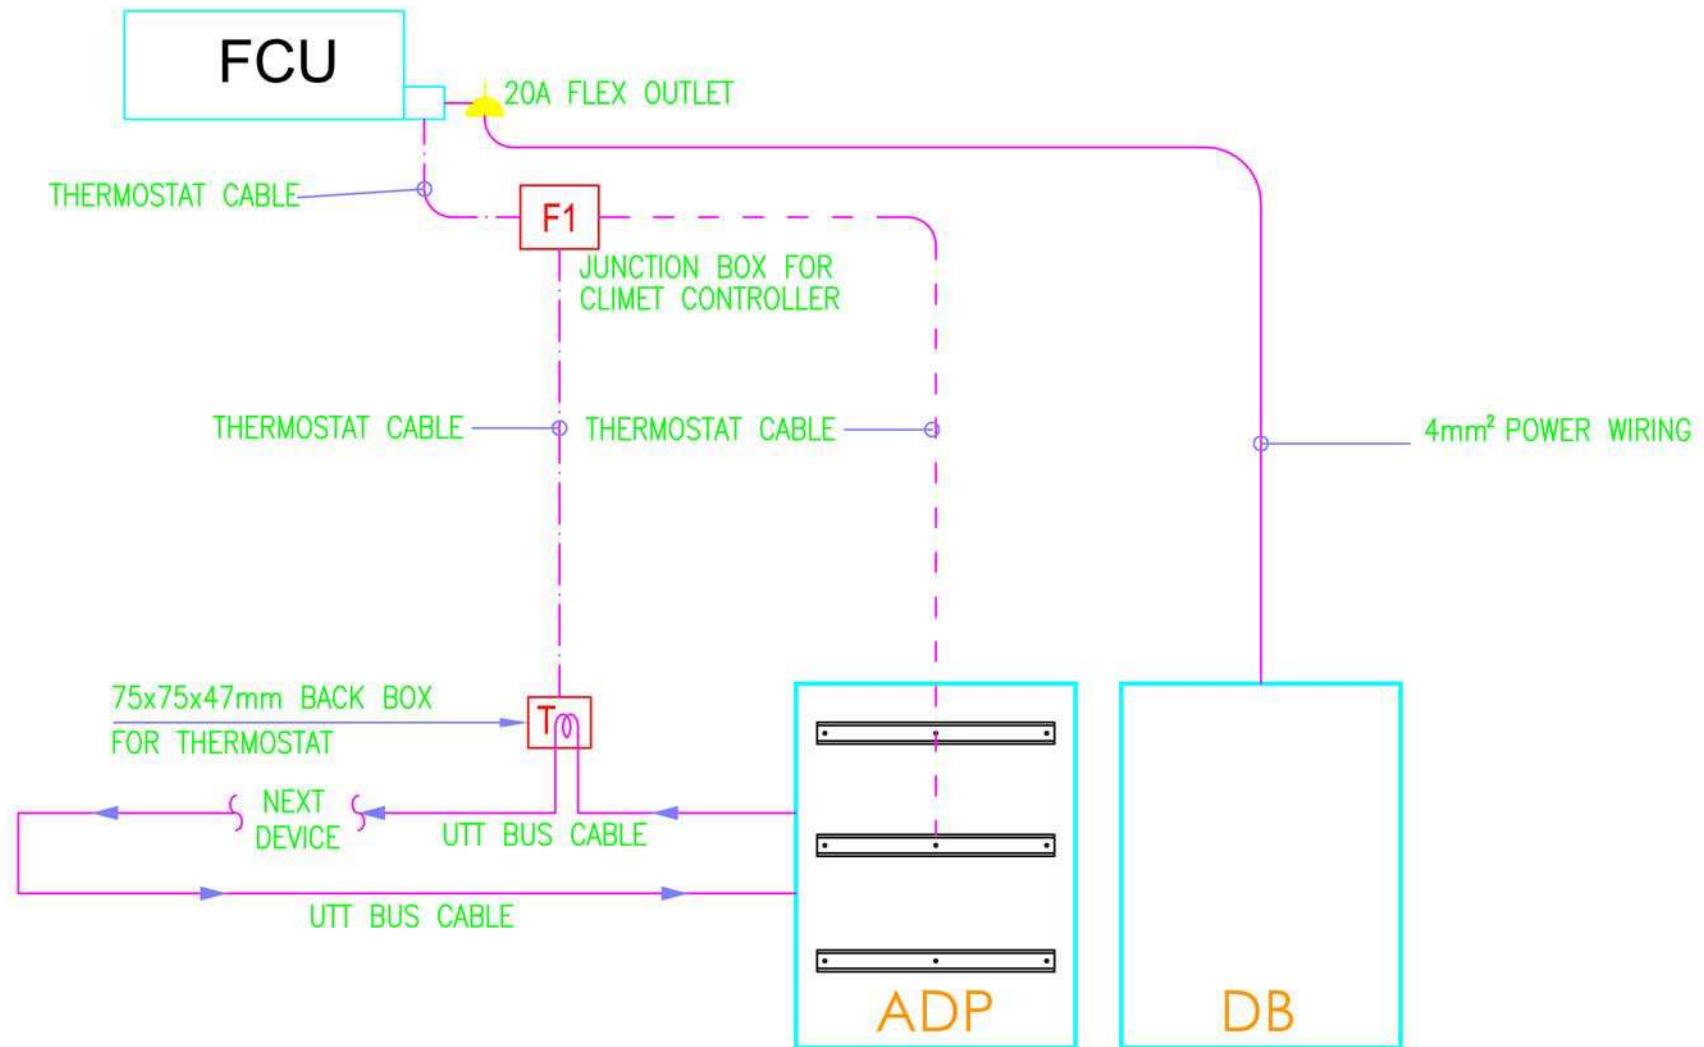 FCU
20A FLEX OUTLET
THERMOSTAT CABLE
F1
JUNCTION BOX FOR
CLIMET CONTROLLER
THERMOSTAT CABLE
THERMOSTAT CABLE
4mm² POWER WIRING
75x75x47mm BACK BOX
FOR THERMOSTAT
T
NEXT
DEVICE
UTT BUS CABLE
UTT BUS CABLE
ADP
DB